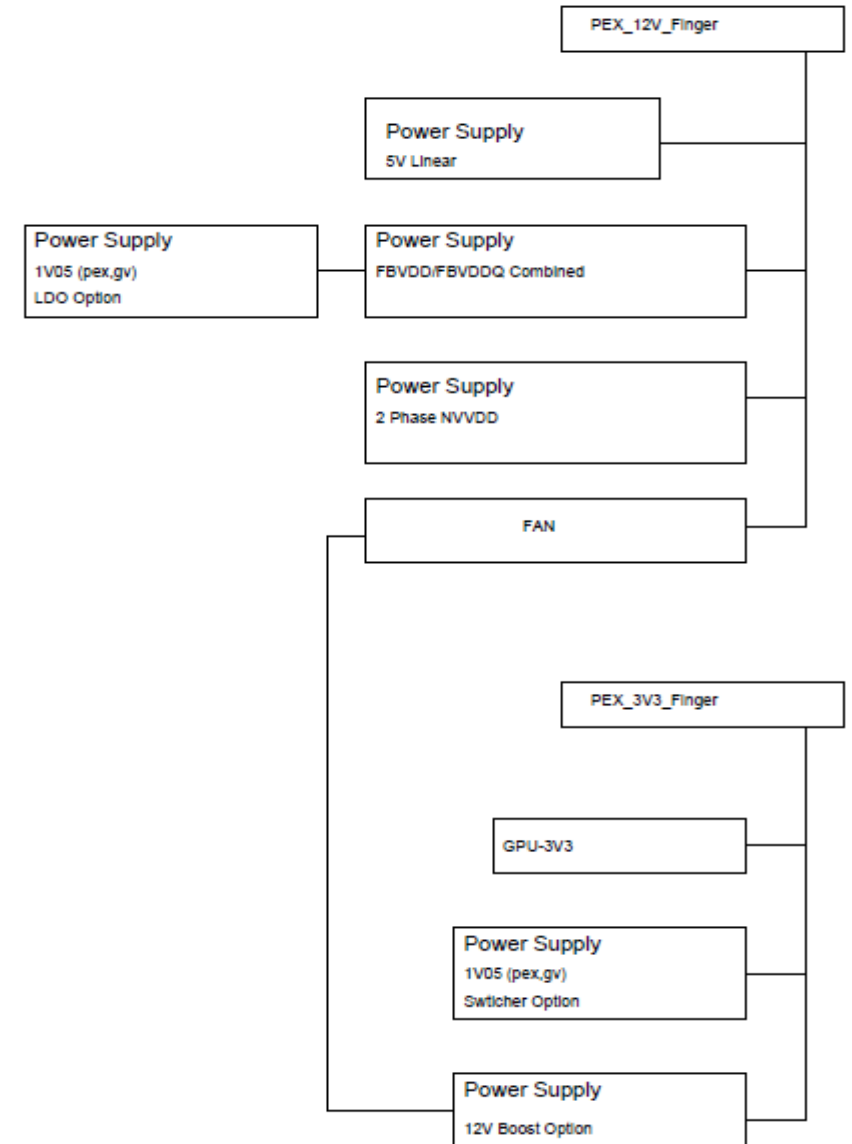 PEX_12V_Finger
Power Supply
5V Linear
Power Supply
1V05 (pex,gv)
LDO Option
Power Supply
FBVDD/FBVDDQ Combined
Power Supply
2 Phase NVVDD
FAN
PEX_3V3_Finger
GPU-3V3
Power Supply
1V05 (pex,gv)
Swticher Option
Power Supply
12V Boost Option